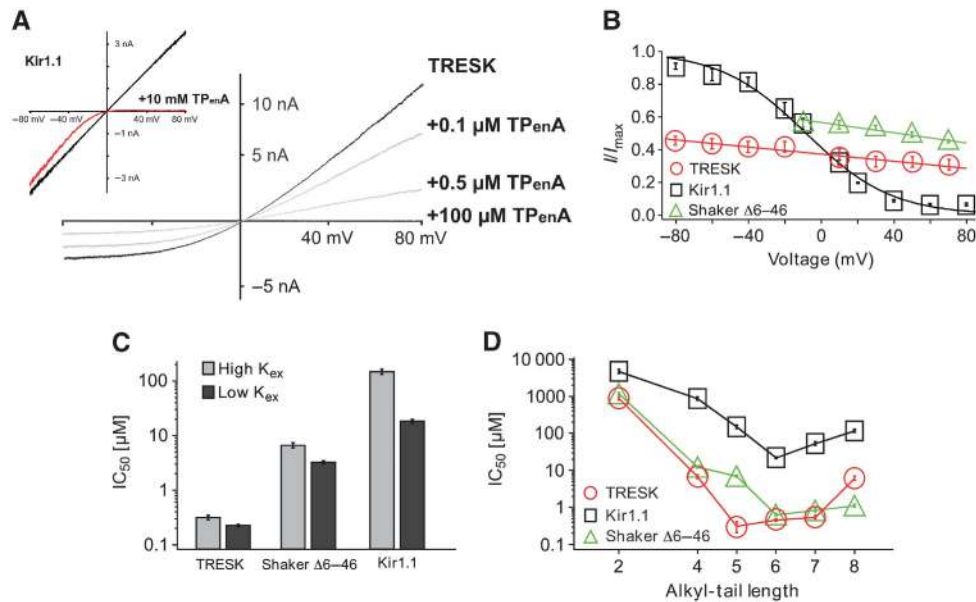 A
Kir1.1
3 nA
+10 mM TPenA
−80 mV
−40 mV
40 mV
80 mV
−1 nA
−3 nA
TRESK
10 nA
+0.1 µM TPenA
5 nA
+0.5 µM TPenA
+100 µM TPenA
40 mV
80 mV
−5 nA
B
I/Imax
1.0
0.8
0.6
0.4
0.2
0.0
TRESK
Kir1.1
Shaker Δ6–46
−80
−40
0
40
80
Voltage (mV)
C
IC50 [µM]
100
10
1
0.1
High Kex
Low Kex
TRESK
Shaker Δ6–46
Kir1.1
D
IC50 [µM]
10 000
1000
100
10
1
0.1
TRESK
Kir1.1
Shaker Δ6–46
2
4
5
6
7
8
Alkyl-tail length